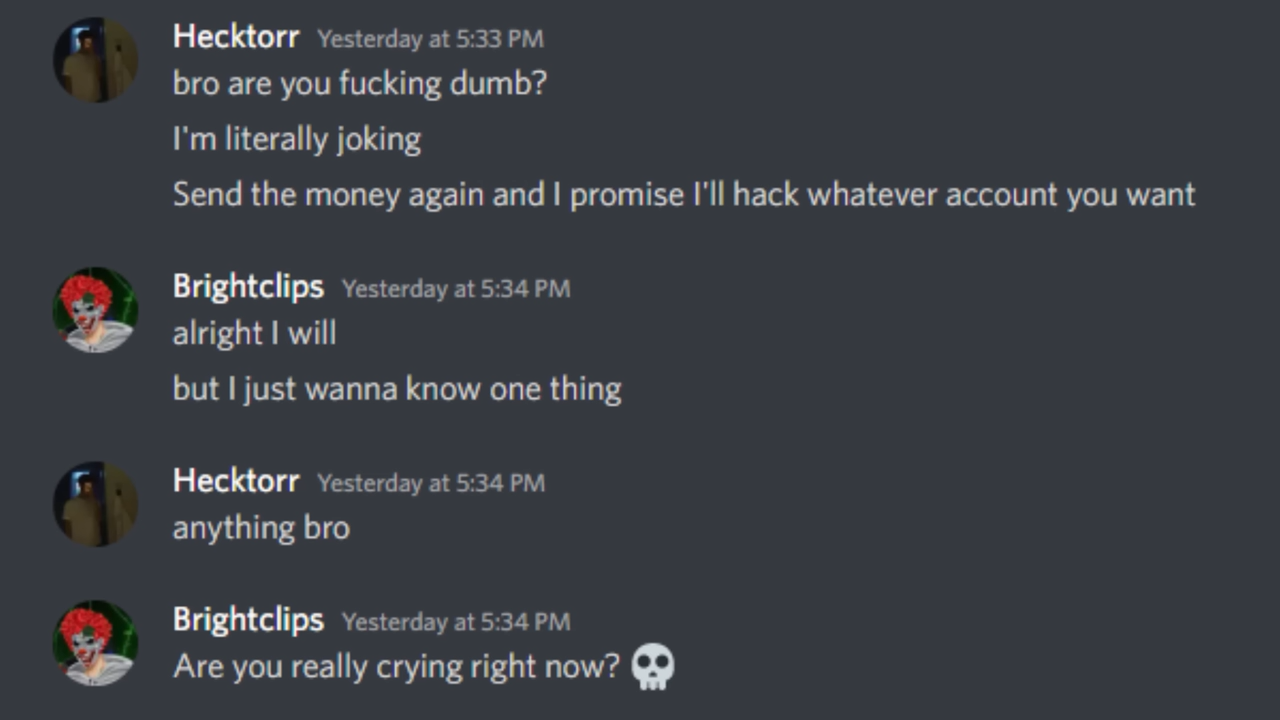 Hecktorr Yesterday at 5:33 PM
bro are you fucking dumb?
I'm literally joking
Send the money again and I promise I'll hack whatever account you want
Brightclips Yesterday at 5:34 PM
alright I will
but I just wanna know one thing
Hecktorr Yesterday at 5:34 PM
anything bro
Brightclips Yesterday at 5:34 PM
Are you really crying right now? 💀